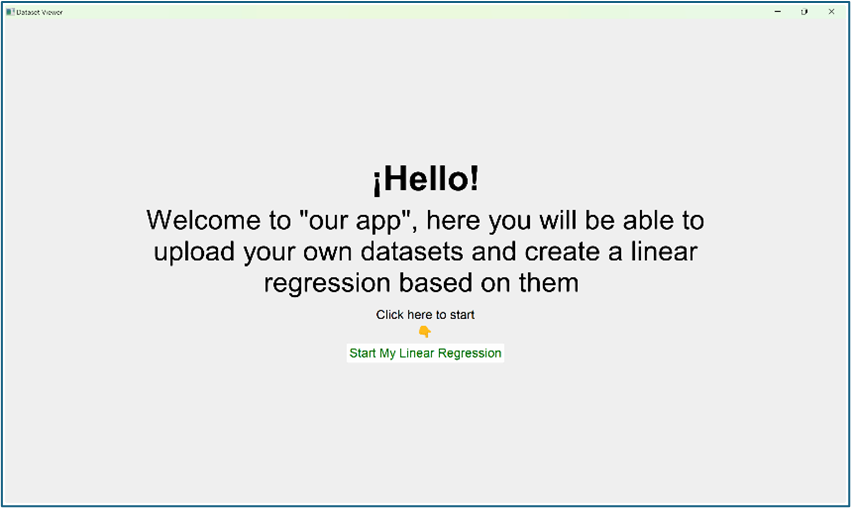 Dataset Viewer
¡Hello!
Welcome to "our app", here you will be able to
upload your own datasets and create a linear
regression based on them
Click here to start
👇
Start My Linear Regression